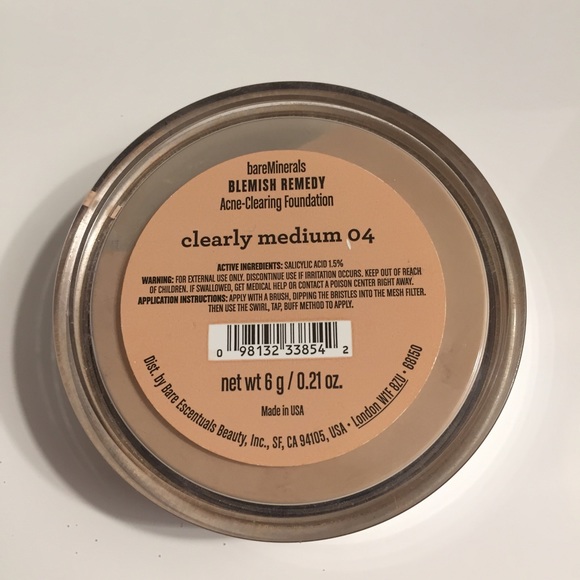 bareMinerals
BLEMISH REMEDY
Acne-Clearing Foundation
clearly medium 04
ACTIVE INGREDIENTS: SALICYLIC ACID 1.5%
WARNING: FOR EXTERNAL USE ONLY, DISCONTINUE USE IF IRRITATION OCCURS. KEEP OUT OF REACH
OF CHILDREN. IF SWALLOWED, GET MEDICAL HELP OR CONTACT A POISON CENTER RIGHT AWAY.
APPLICATION INSTRUCTIONS: APPLY WITH A BRUSH, DIPPING THE BRISTLES INTO THE MESH FILTER.
THEN USE THE SWIRL, TAP, BUFF METHOD TO APPLY.
0 98132 33854 2
net wt 6 g / 0.21 oz.
Made in USA
Dist. by Bare Escentuals Beauty, Inc., SF, CA 94105, USA • London W1F 8ZU • 68150